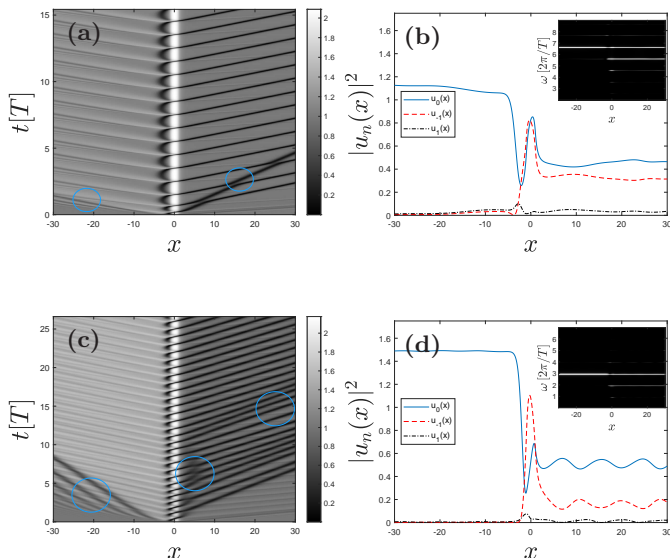 (a)
t[T]
15
10
5
0
-30 -20 -10 0 10 20 30
x
2
1.8
1.6
1.4
1.2
1
0.8
0.6
0.4
0.2
(b)
|u_n(x)|^2
1.6
1.4
1.2
1
0.8
0.6
0.4
0.2
0
-30 -20 -10 0 10 20 30
x
u_0(x)
u_{-1}(x)
u_1(x)
ω [2π/T]
8
7
6
5
4
3
-20 0 20
x
(c)
t[T]
25
20
15
10
5
0
-30 -20 -10 0 10 20 30
x
2
1.8
1.6
1.4
1.2
1
0.8
0.6
0.4
0.2
(d)
|u_n(x)|^2
1.6
1.4
1.2
1
0.8
0.6
0.4
0.2
0
-30 -20 -10 0 10 20 30
x
u_0(x)
u_{-1}(x)
u_1(x)
ω [2π/T]
6
5
4
3
2
1
-20 0 20
x